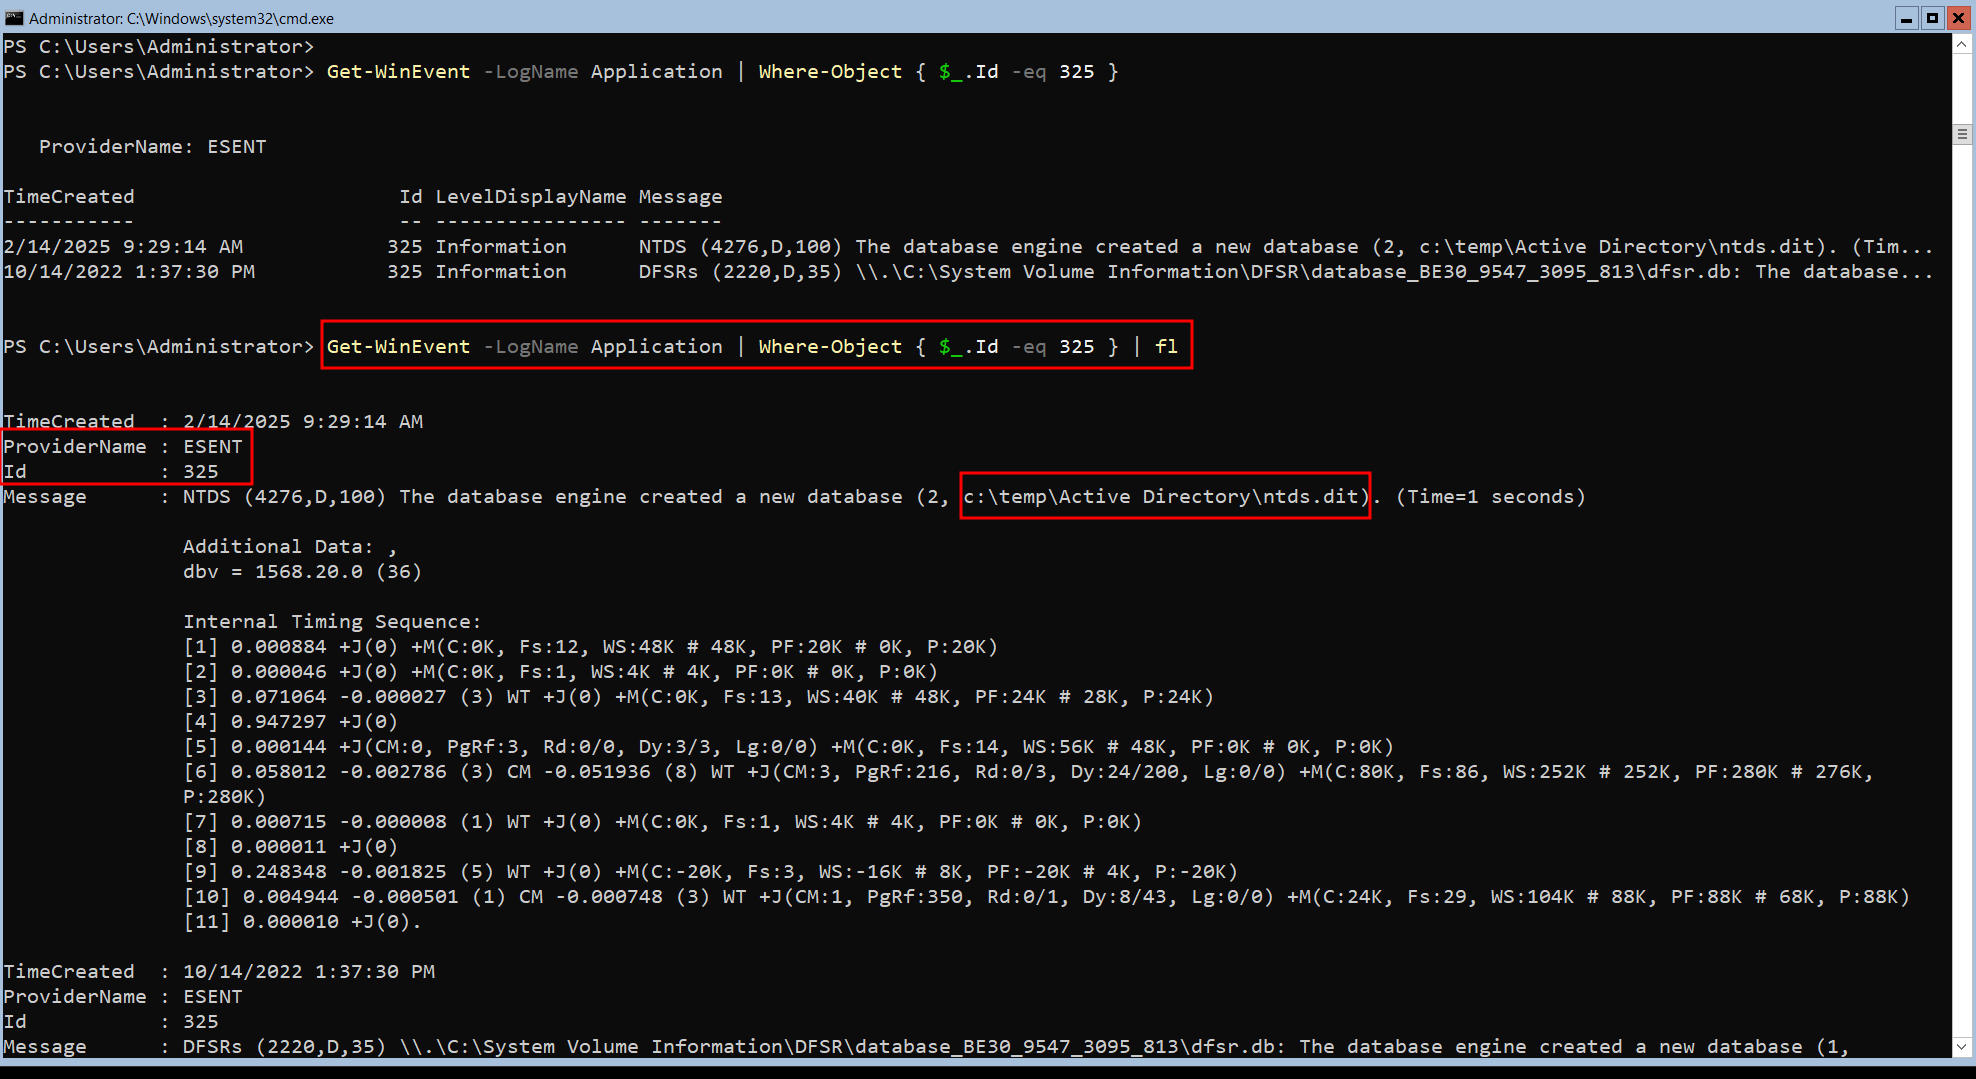 Administrator: C:\Windows\system32\cmd.exe
PS C:\Users\Administrator>
PS C:\Users\Administrator> Get-WinEvent -LogName Application | Where-Object { $_.Id -eq 325 }
ProviderName: ESENT
TimeCreated Id LevelDisplayName Message
----------- -- ---------------- -------
2/14/2025 9:29:14 AM 325 Information NTDS (4276,D,100) The database engine created a new database (2, c:\temp\Active Directory\ntds.dit). (Tim...
10/14/2022 1:37:30 PM 325 Information DFSRs (2220,D,35) \\.\C:\System Volume Information\DFSR\database_BE30_9547_3095_813\dfsr.db: The database...
PS C:\Users\Administrator> Get-WinEvent -LogName Application | Where-Object { $_.Id -eq 325 } | fl
TimeCreated : 2/14/2025 9:29:14 AM
ProviderName : ESENT
Id : 325
Message : NTDS (4276,D,100) The database engine created a new database (2, c:\temp\Active Directory\ntds.dit). (Time=1 seconds)
Additional Data: ,
dbv = 1568.20.0 (36)
Internal Timing Sequence:
[1] 0.000884 +J(0) +M(C:0K, Fs:12, WS:48K # 48K, PF:20K # 0K, P:20K)
[2] 0.000046 +J(0) +M(C:0K, Fs:1, WS:4K # 4K, PF:0K # 0K, P:0K)
[3] 0.071064 -0.000027 (3) WT +J(0) +M(C:0K, Fs:13, WS:40K # 48K, PF:24K # 28K, P:24K)
[4] 0.947297 +J(0)
[5] 0.000144 +J(CM:0, PgRf:3, Rd:0/0, Dy:3/3, Lg:0/0) +M(C:0K, Fs:14, WS:56K # 48K, PF:0K # 0K, P:0K)
[6] 0.058012 -0.002786 (3) CM -0.051936 (8) WT +J(CM:3, PgRf:216, Rd:0/3, Dy:24/200, Lg:0/0) +M(C:80K, Fs:86, WS:252K # 252K, PF:280K # 276K,
P:280K)
[7] 0.000715 -0.000008 (1) WT +J(0) +M(C:0K, Fs:1, WS:4K # 4K, PF:0K # 0K, P:0K)
[8] 0.000011 +J(0)
[9] 0.248348 -0.001825 (5) WT +J(0) +M(C:-20K, Fs:3, WS:-16K # 8K, PF:-20K # 4K, P:-20K)
[10] 0.004944 -0.000501 (1) CM -0.000748 (3) WT +J(CM:1, PgRf:350, Rd:0/1, Dy:8/43, Lg:0/0) +M(C:24K, Fs:29, WS:104K # 88K, PF:88K # 68K, P:88K)
[11] 0.000010 +J(0).
TimeCreated : 10/14/2022 1:37:30 PM
ProviderName : ESENT
Id : 325
Message : DFSRs (2220,D,35) \\.\C:\System Volume Information\DFSR\database_BE30_9547_3095_813\dfsr.db: The database engine created a new database (1,